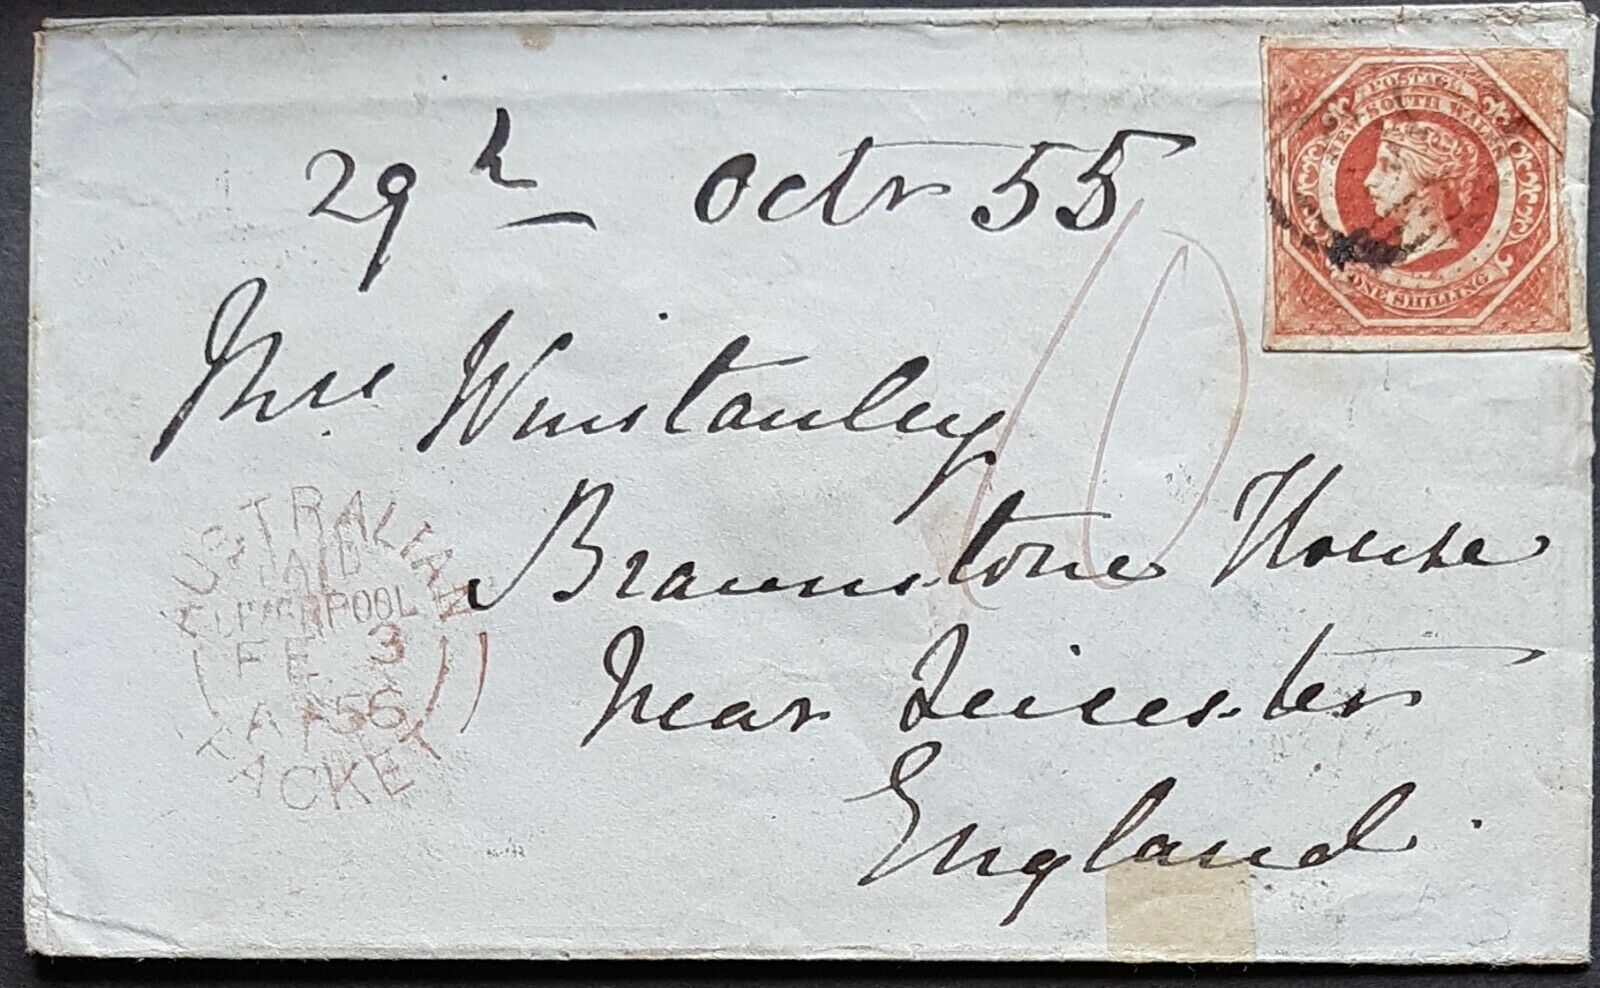 29th Octr 55
POSTAGE
NEW SOUTH WALES
ONE SHILLING
Mrs Winstanley
10
Braunstone House
Near Leicester
England.
AUSTRALIAN
PAID
LIVERPOOL
FE 3
A 56
PACKET